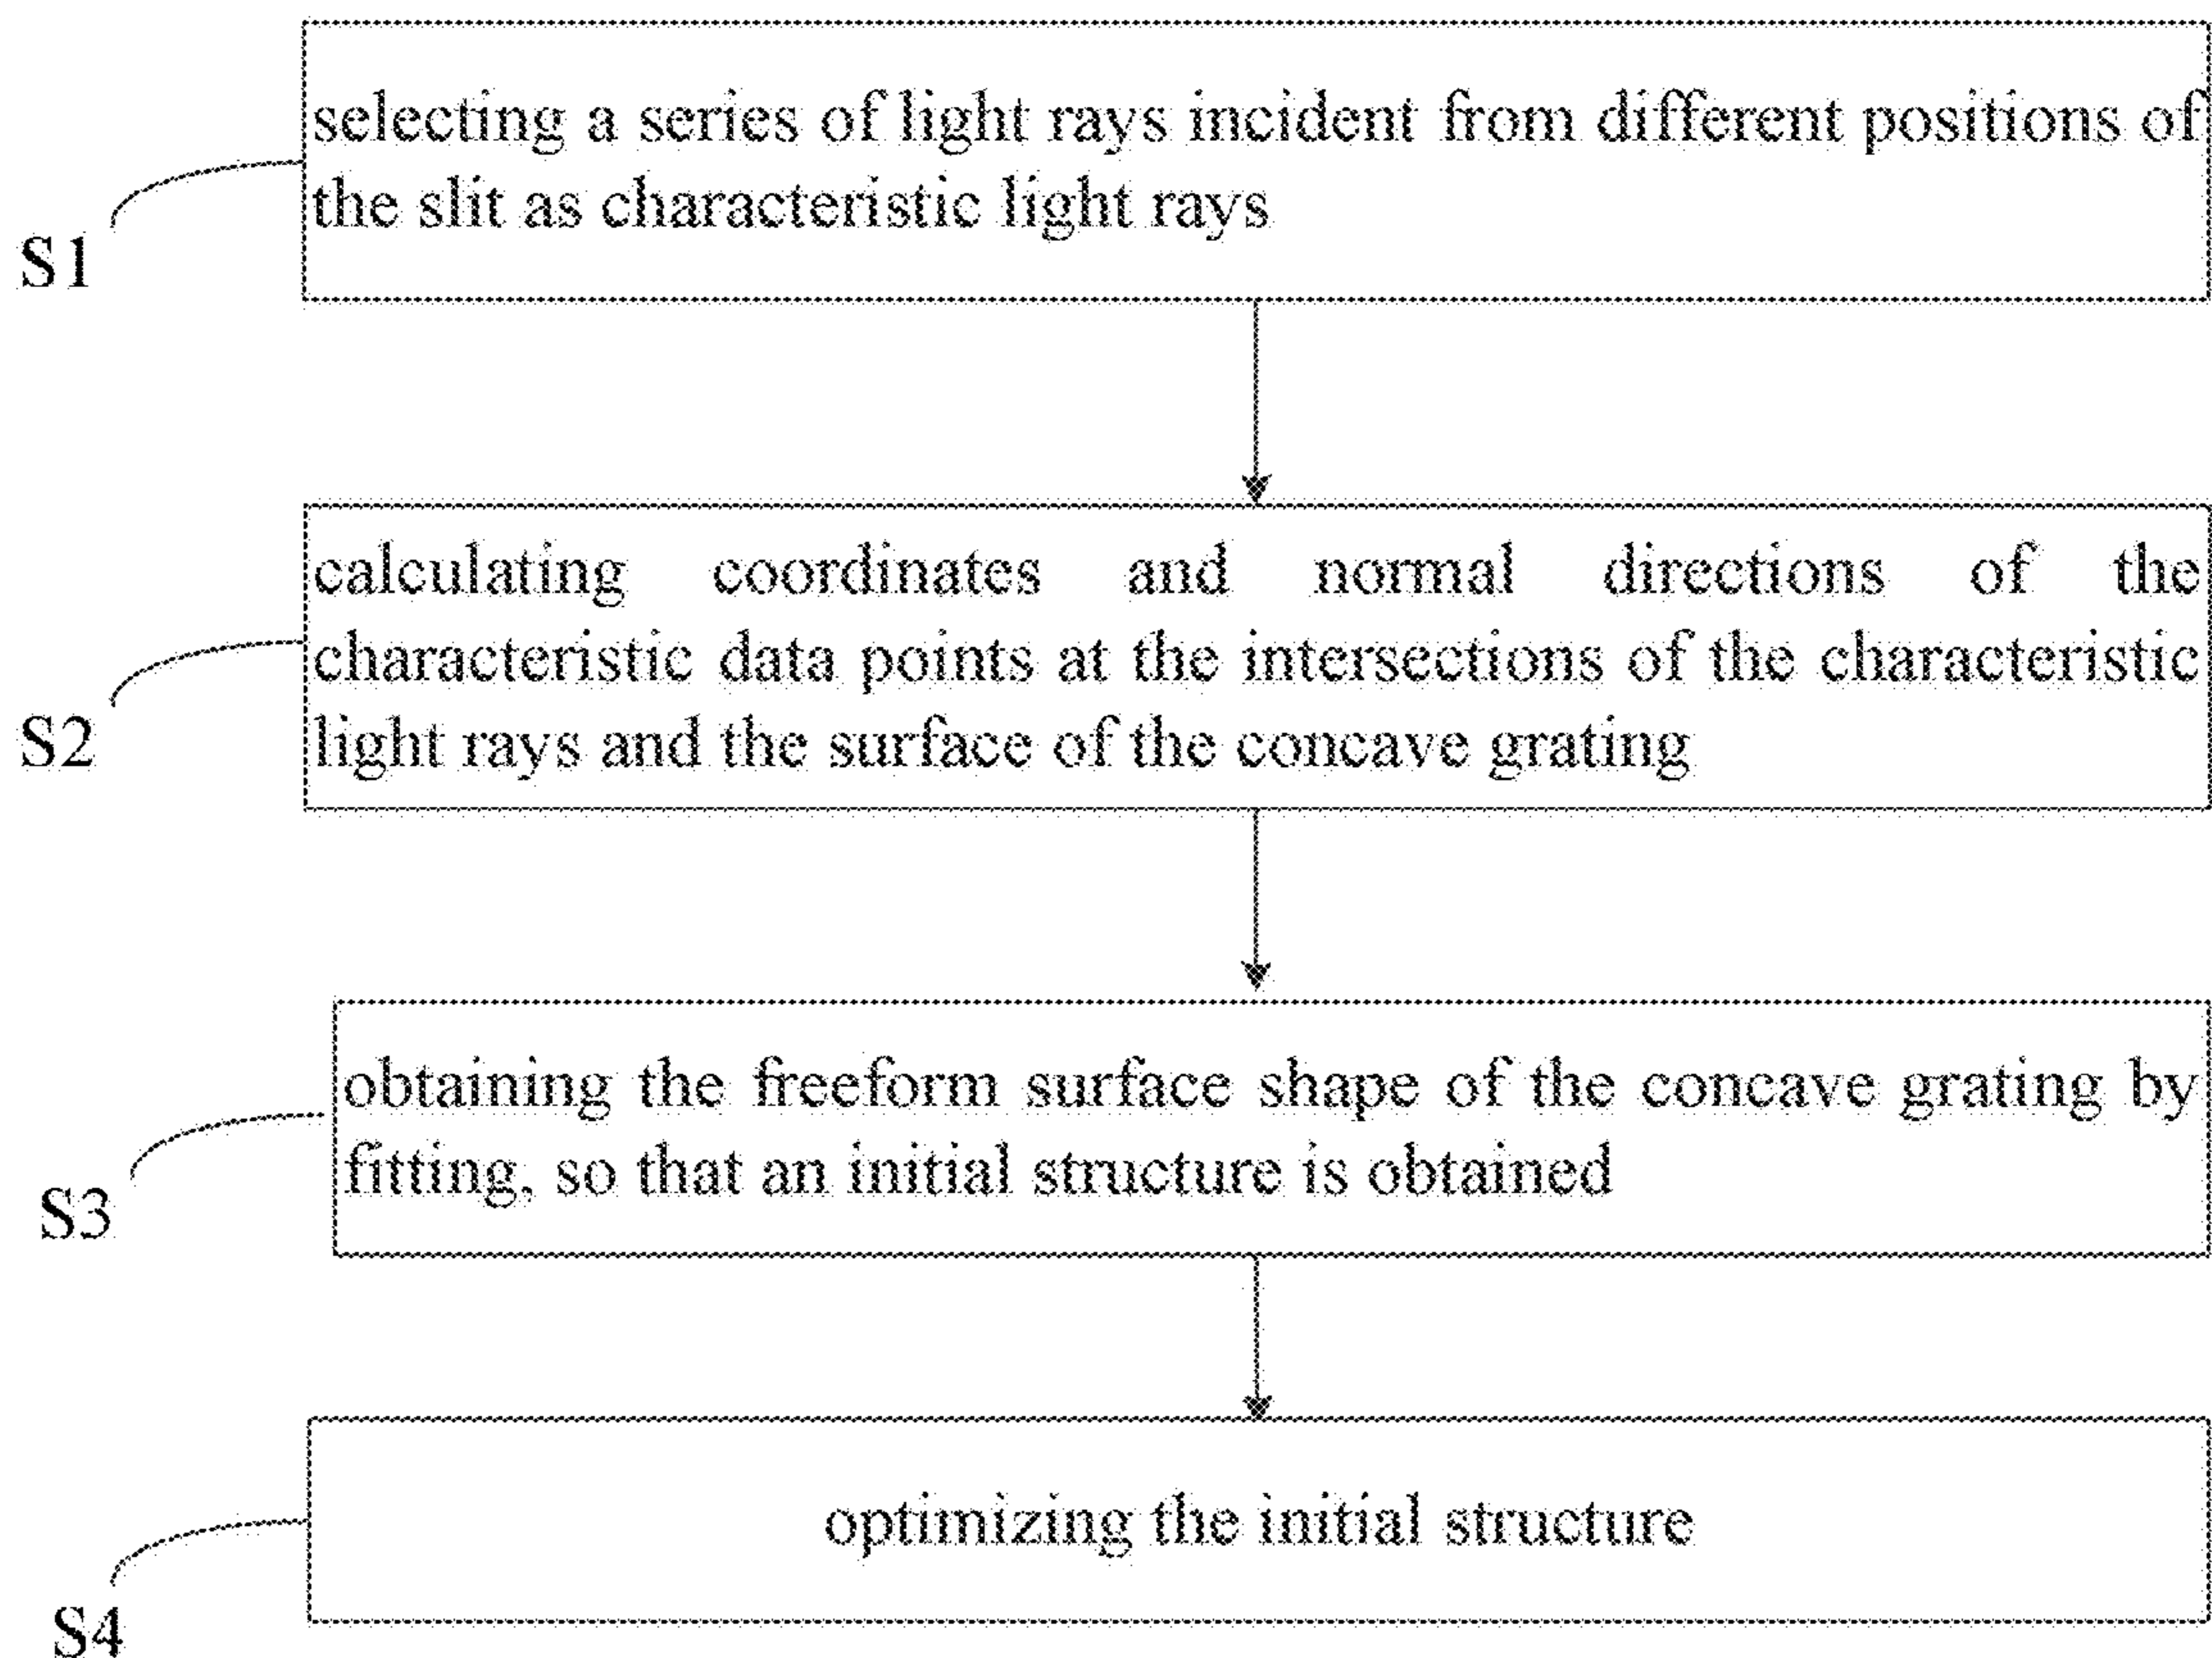 selecting a series of light rays incident from different positions of
the slit as characteristic light rays
S1
calculating coordinates and normal directions of the
characteristic data points at the intersections of the characteristic
light rays and the surface of the concave grating
S2
obtaining the freeform surface shape of the concave grating by
fitting, so that an initial structure is obtained
S3
optimizing the initial structure
S4